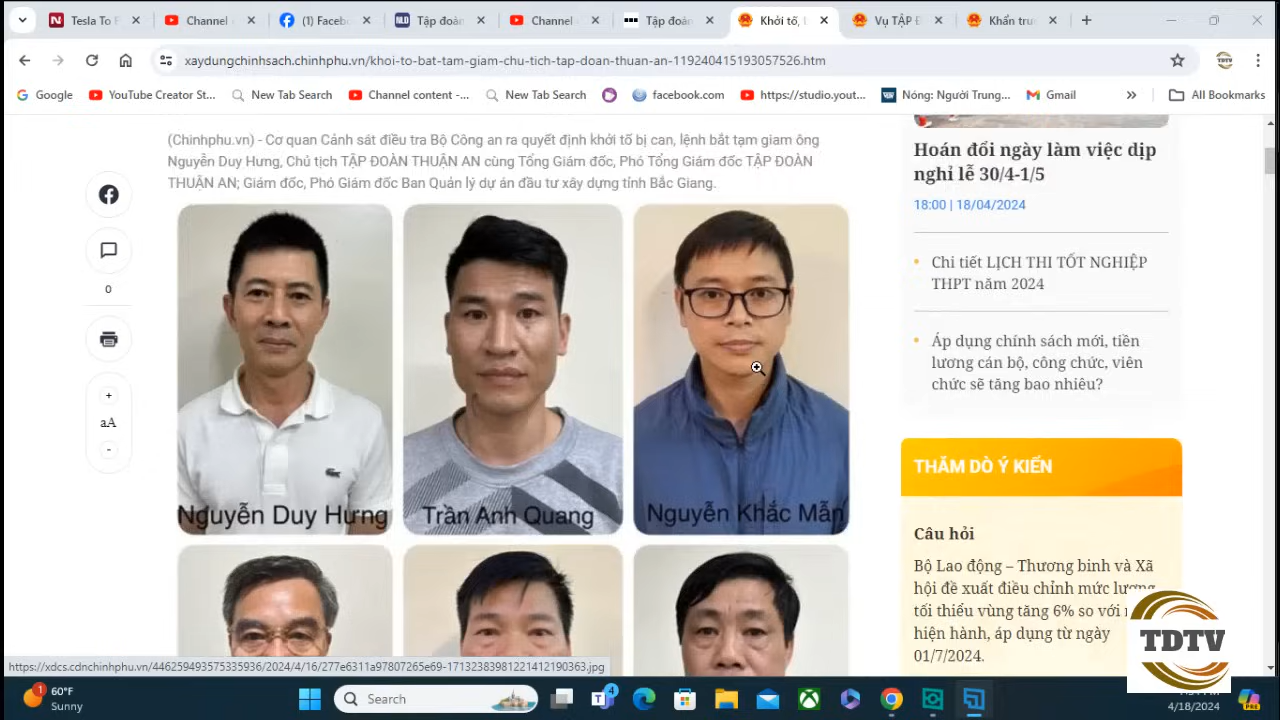 Tesla To F
Channel
(1) Facebo
Tập đoàn
Channel
Tập đoàn
Khởi tố,
Vụ TẬP Đ
Khẩn trư
xaydungchinhsach.chinhphu.vn/khoi-to-bat-tam-giam-chu-tich-tap-doan-thuan-an-119240415193057526.htm
Google
YouTube Creator St...
New Tab Search
Channel content -...
New Tab Search
facebook.com
https://studio.yout...
Nóng: Người Trung...
Gmail
All Bookmarks
(Chinhphu.vn) - Cơ quan Cảnh sát điều tra Bộ Công an ra quyết định khởi tố bị can, lệnh bắt tạm giam ông
Nguyễn Duy Hưng, Chủ tịch TẬP ĐOÀN THUẬN AN cùng Tổng Giám đốc, Phó Tổng Giám đốc TẬP ĐOÀN
THUẬN AN; Giám đốc, Phó Giám đốc Ban Quản lý dự án đầu tư xây dựng tỉnh Bắc Giang.
0
+
aA
-
Nguyễn Duy Hưng
Trần Anh Quang
Nguyễn Khắc Mẫn
Hoán đổi ngày làm việc dịp
nghỉ lễ 30/4-1/5
18:00 | 18/04/2024
Chi tiết LỊCH THI TỐT NGHIỆP
THPT năm 2024
Áp dụng chính sách mới, tiền
lương cán bộ, công chức, viên
chức sẽ tăng bao nhiêu?
THĂM DÒ Ý KIẾN
Câu hỏi
Bộ Lao động – Thương binh và Xã
hội đề xuất điều chỉnh mức lương
tối thiểu vùng tăng 6% so với
hiện hành, áp dụng từ ngày
01/7/2024.
TDTV
https://xdcs.cdnchinhphu.vn/446259493575335936/2024/4/16/277e6311a97807265e69-17132383981221412190363.jpg
1
60°F
Sunny
Search
4
4/18/2024
PRE